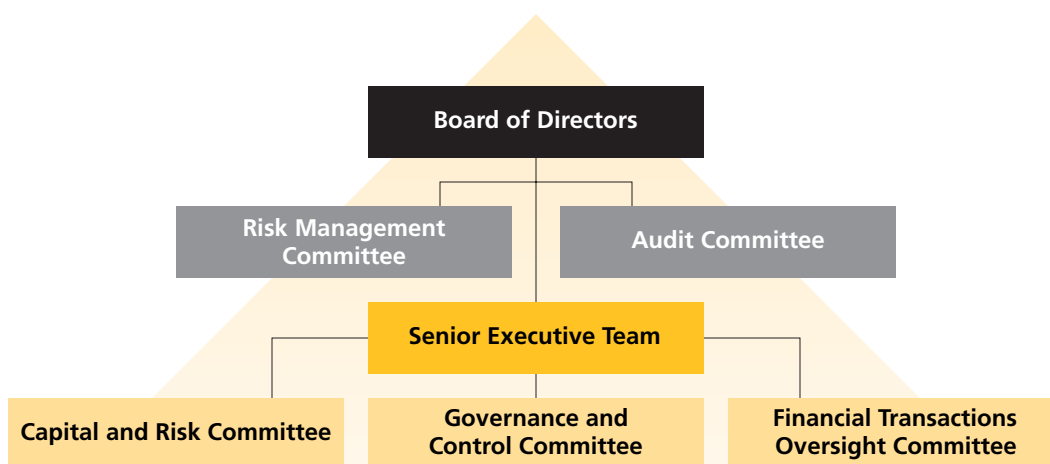 Board of Directors
Risk Management
Committee
Audit Committee
Senior Executive Team
Capital and Risk Committee
Governance and
Control Committee
Financial Transactions
Oversight Committee